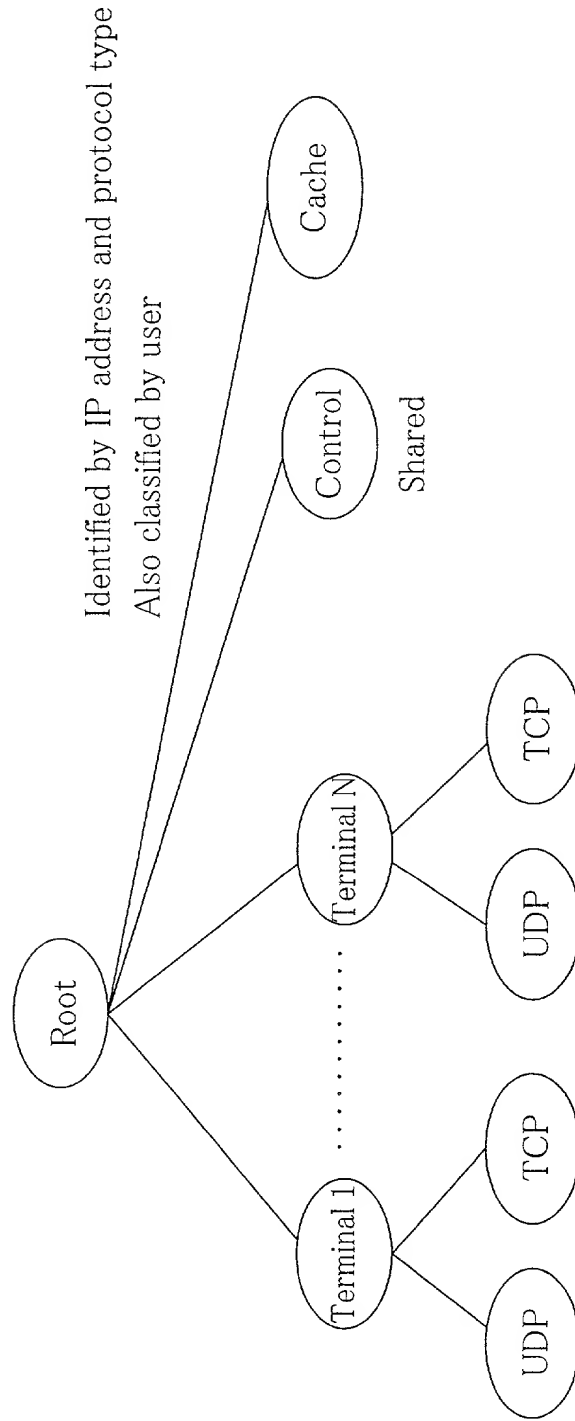 Identified by IP address and protocol type
Also classified by user
Root
Terminal 1
..........
Terminal N
Control
Cache
Shared
UDP
TCP
UDP
TCP